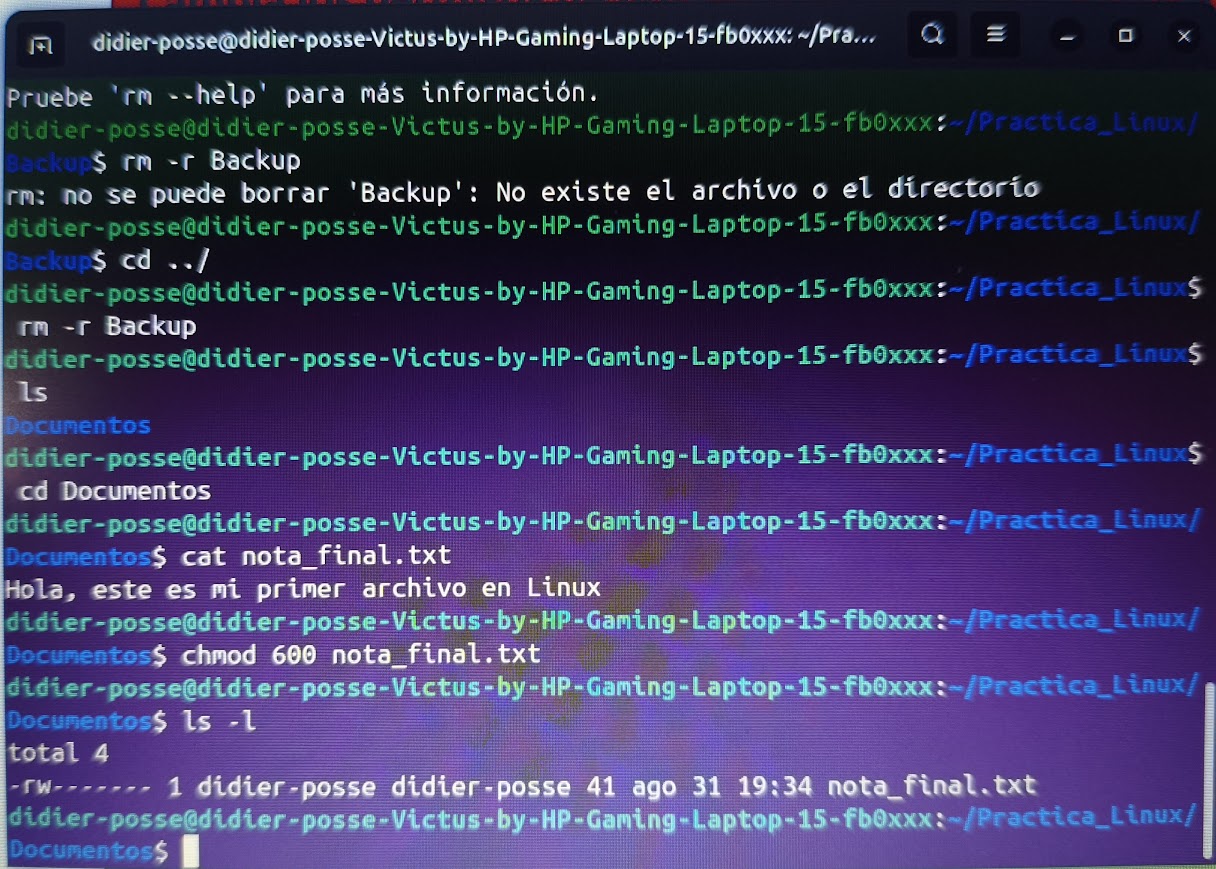 didier-posse@didier-posse-Victus-by-HP-Gaming-Laptop-15-fb0xxx: ~/Pra...
Pruebe 'rm --help' para más información.
didier-posse@didier-posse-Victus-by-HP-Gaming-Laptop-15-fb0xxx:~/Practica_Linux/
Backup$ rm -r Backup
rm: no se puede borrar 'Backup': No existe el archivo o el directorio
didier-posse@didier-posse-Victus-by-HP-Gaming-Laptop-15-fb0xxx:~/Practica_Linux/
Backup$ cd ../
didier-posse@didier-posse-Victus-by-HP-Gaming-Laptop-15-fb0xxx:~/Practica_Linux$
rm -r Backup
didier-posse@didier-posse-Victus-by-HP-Gaming-Laptop-15-fb0xxx:~/Practica_Linux$
ls
Documentos
didier-posse@didier-posse-Victus-by-HP-Gaming-Laptop-15-fb0xxx:~/Practica_Linux$
cd Documentos
didier-posse@didier-posse-Victus-by-HP-Gaming-Laptop-15-fb0xxx:~/Practica_Linux/
Documentos$ cat nota_final.txt
Hola, este es mi primer archivo en Linux
didier-posse@didier-posse-Victus-by-HP-Gaming-Laptop-15-fb0xxx:~/Practica_Linux/
Documentos$ chmod 600 nota_final.txt
didier-posse@didier-posse-Victus-by-HP-Gaming-Laptop-15-fb0xxx:~/Practica_Linux/
Documentos$ ls -l
total 4
-rw------- 1 didier-posse didier-posse 41 ago 31 19:34 nota_final.txt
didier-posse@didier-posse-Victus-by-HP-Gaming-Laptop-15-fb0xxx:~/Practica_Linux/
Documentos$